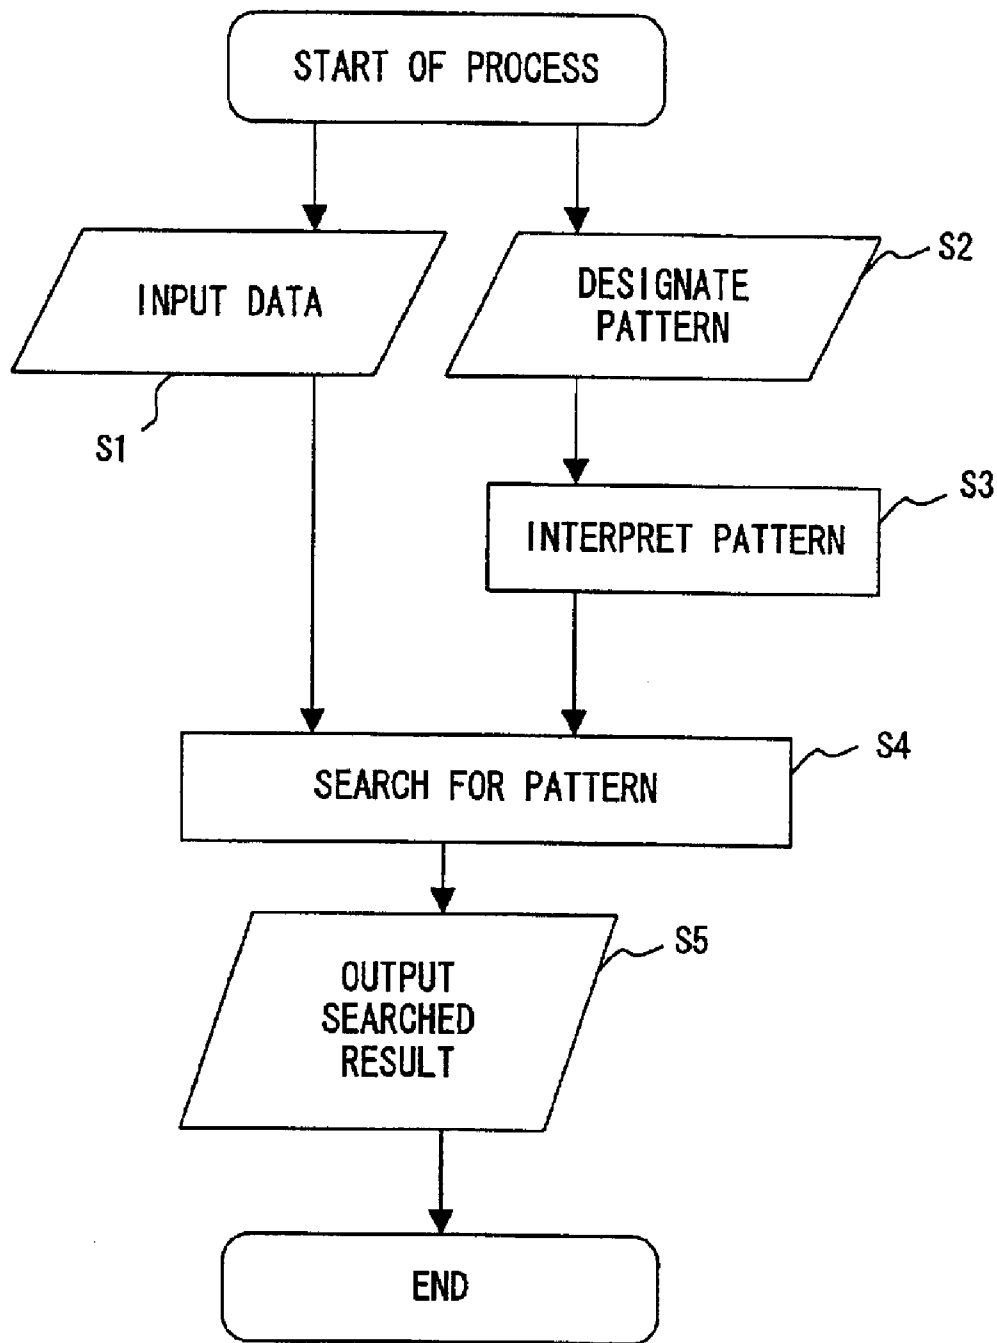 START OF PROCESS
INPUT DATA
S1
DESIGNATE
PATTERN
S2
INTERPRET PATTERN
S3
SEARCH FOR PATTERN
S4
OUTPUT
SEARCHED
RESULT
S5
END